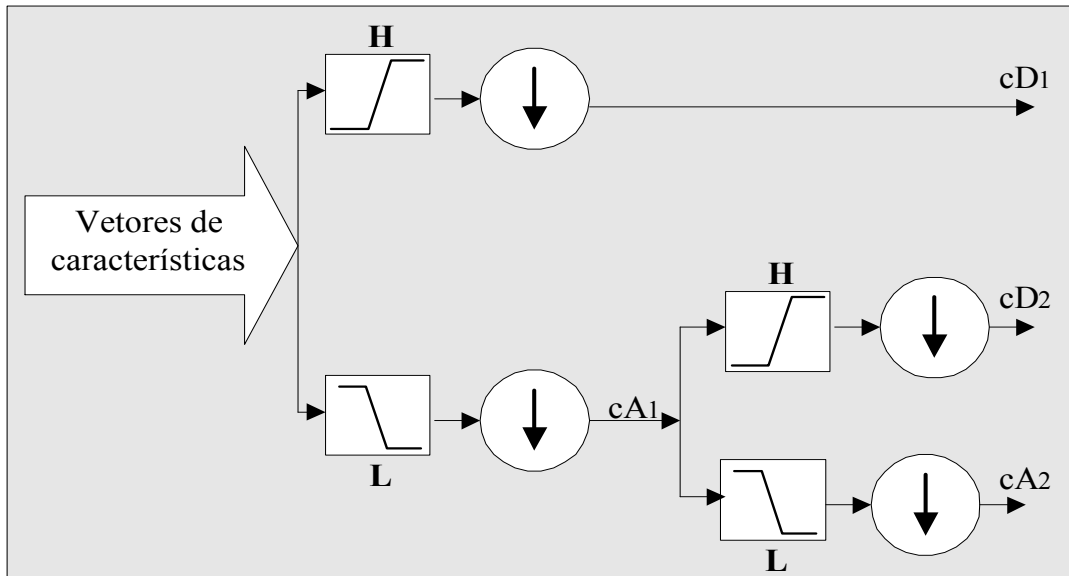 H
cD1
Vetores de
características
H
cD2
cA1
L
cA2
L